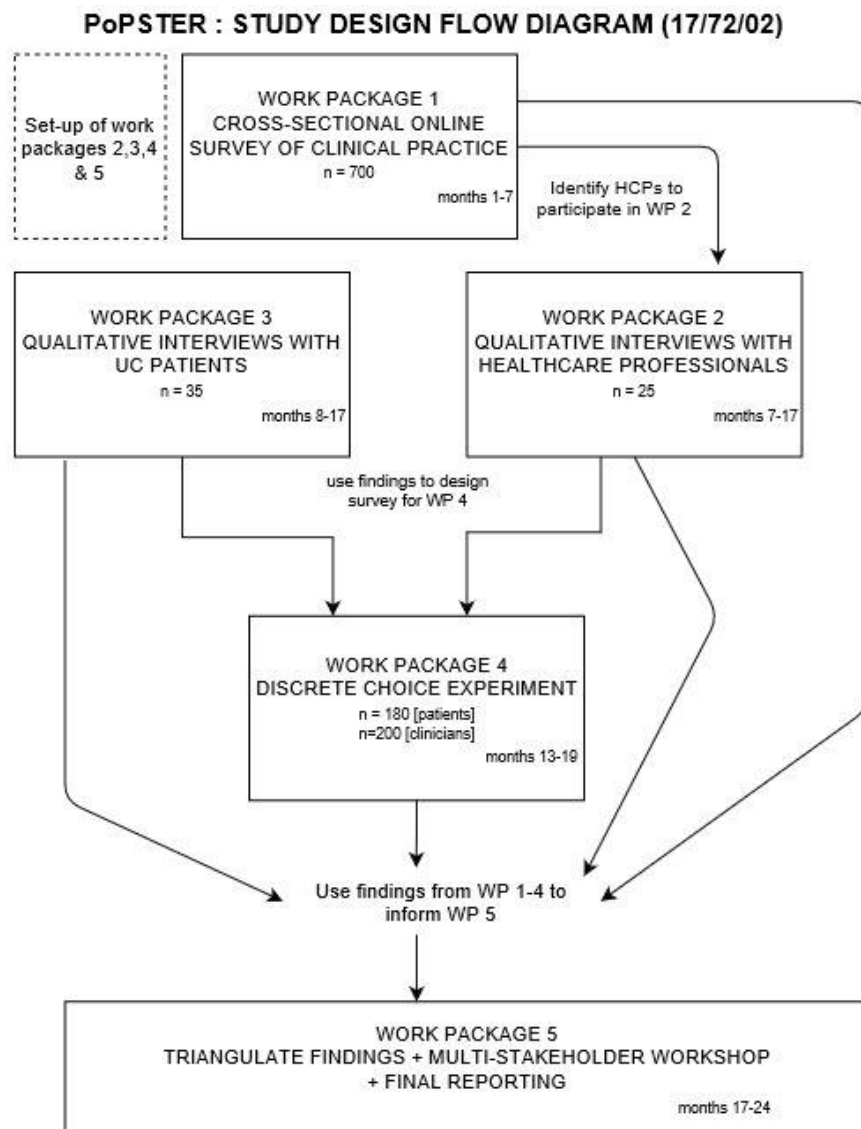 PoPSTER : STUDY DESIGN FLOW DIAGRAM (17/72/02)
Set-up of work
packages 2,3,4
& 5
WORK PACKAGE 1
CROSS-SECTIONAL ONLINE
SURVEY OF CLINICAL PRACTICE
n = 700
months 1-7
Identify HCPs to
participate in WP 2
WORK PACKAGE 3
QUALITATIVE INTERVIEWS WITH
UC PATIENTS
n = 35
months 8-17
WORK PACKAGE 2
QUALITATIVE INTERVIEWS WITH
HEALTHCARE PROFESSIONALS
n = 25
months 7-17
use findings to design
survey for WP 4
WORK PACKAGE 4
DISCRETE CHOICE EXPERIMENT
n = 180 [patients]
n=200 [clinicians]
months 13-19
Use findings from WP 1-4 to
inform WP 5
WORK PACKAGE 5
TRIANGULATE FINDINGS + MULTI-STAKEHOLDER WORKSHOP
+ FINAL REPORTING
months 17-24